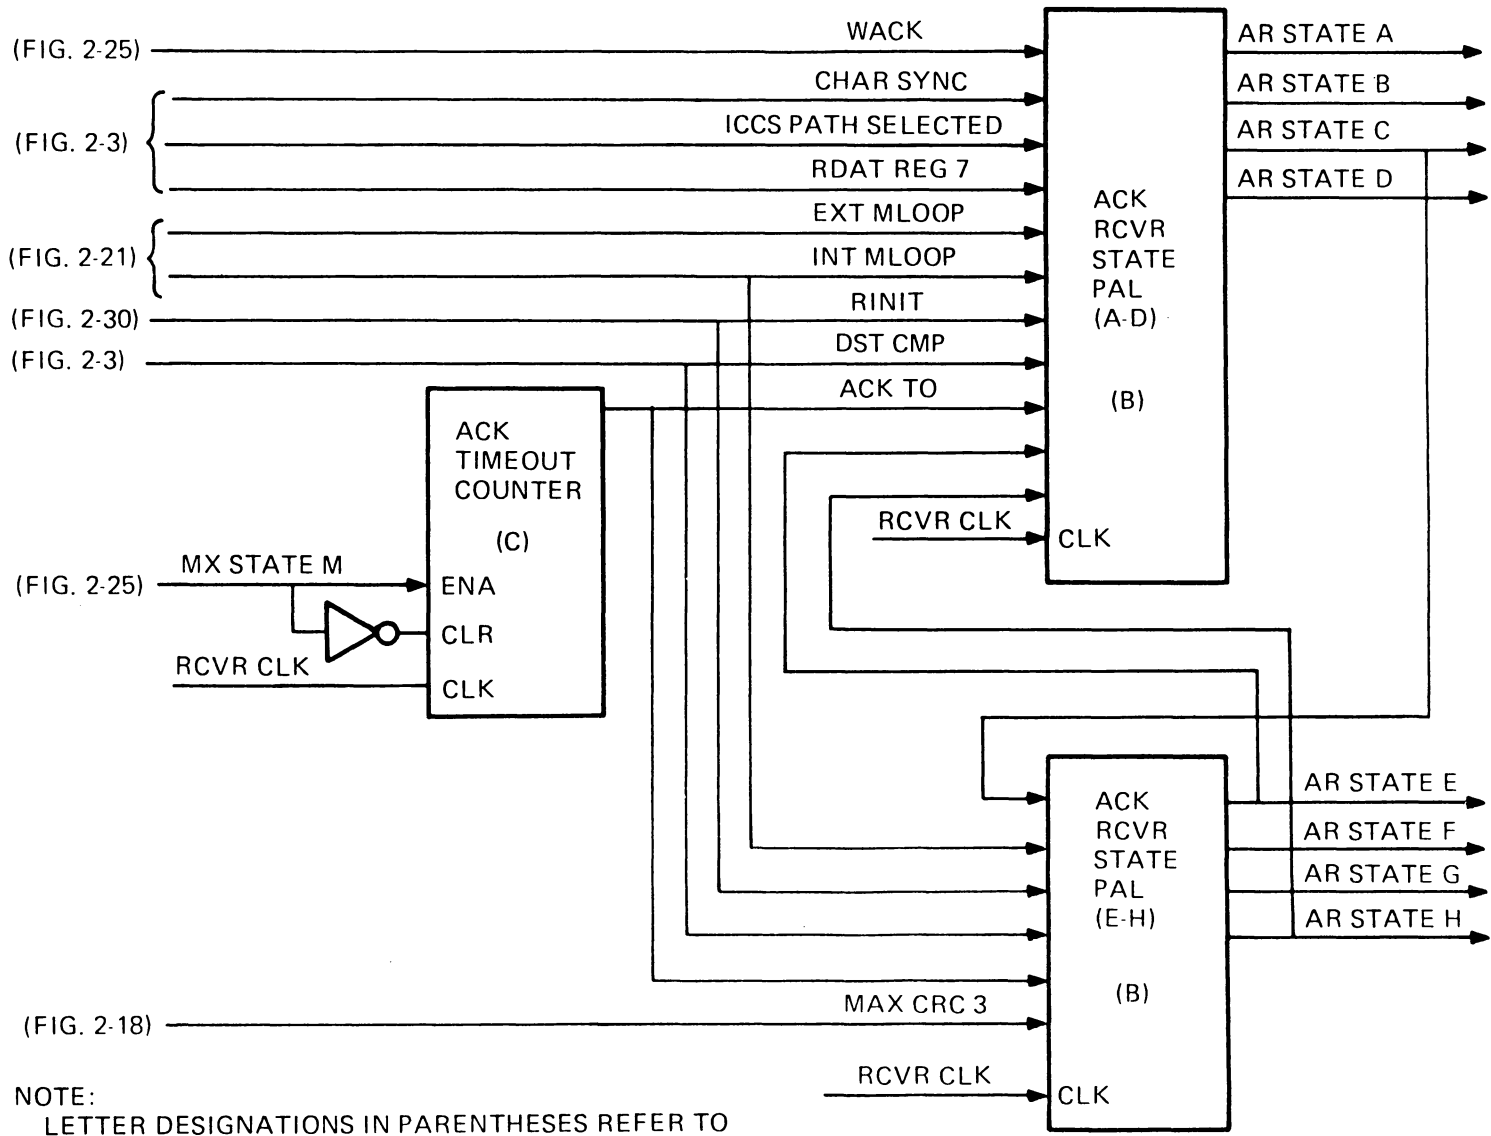 (FIG. 2-25)
WACK
AR STATE A
CHAR SYNC
AR STATE B
(FIG. 2-3)
ICCS PATH SELECTED
AR STATE C
RDAT REG 7
AR STATE D
EXT MLOOP
(FIG. 2-21)
INT MLOOP
ACK
RCVR
STATE
PAL
(A-D)
(B)
(FIG. 2-30)
RINIT
(FIG. 2-3)
DST CMP
ACK TO
ACK
TIMEOUT
COUNTER
(C)
RCVR CLK
CLK
(FIG. 2-25)
MX STATE M
ENA
CLR
RCVR CLK
CLK
ACK
RCVR
STATE
PAL
(E-H)
(B)
AR STATE E
AR STATE F
AR STATE G
AR STATE H
(FIG. 2-18)
MAX CRC 3
RCVR CLK
CLK
NOTE:
LETTER DESIGNATIONS IN PARENTHESES REFER TO